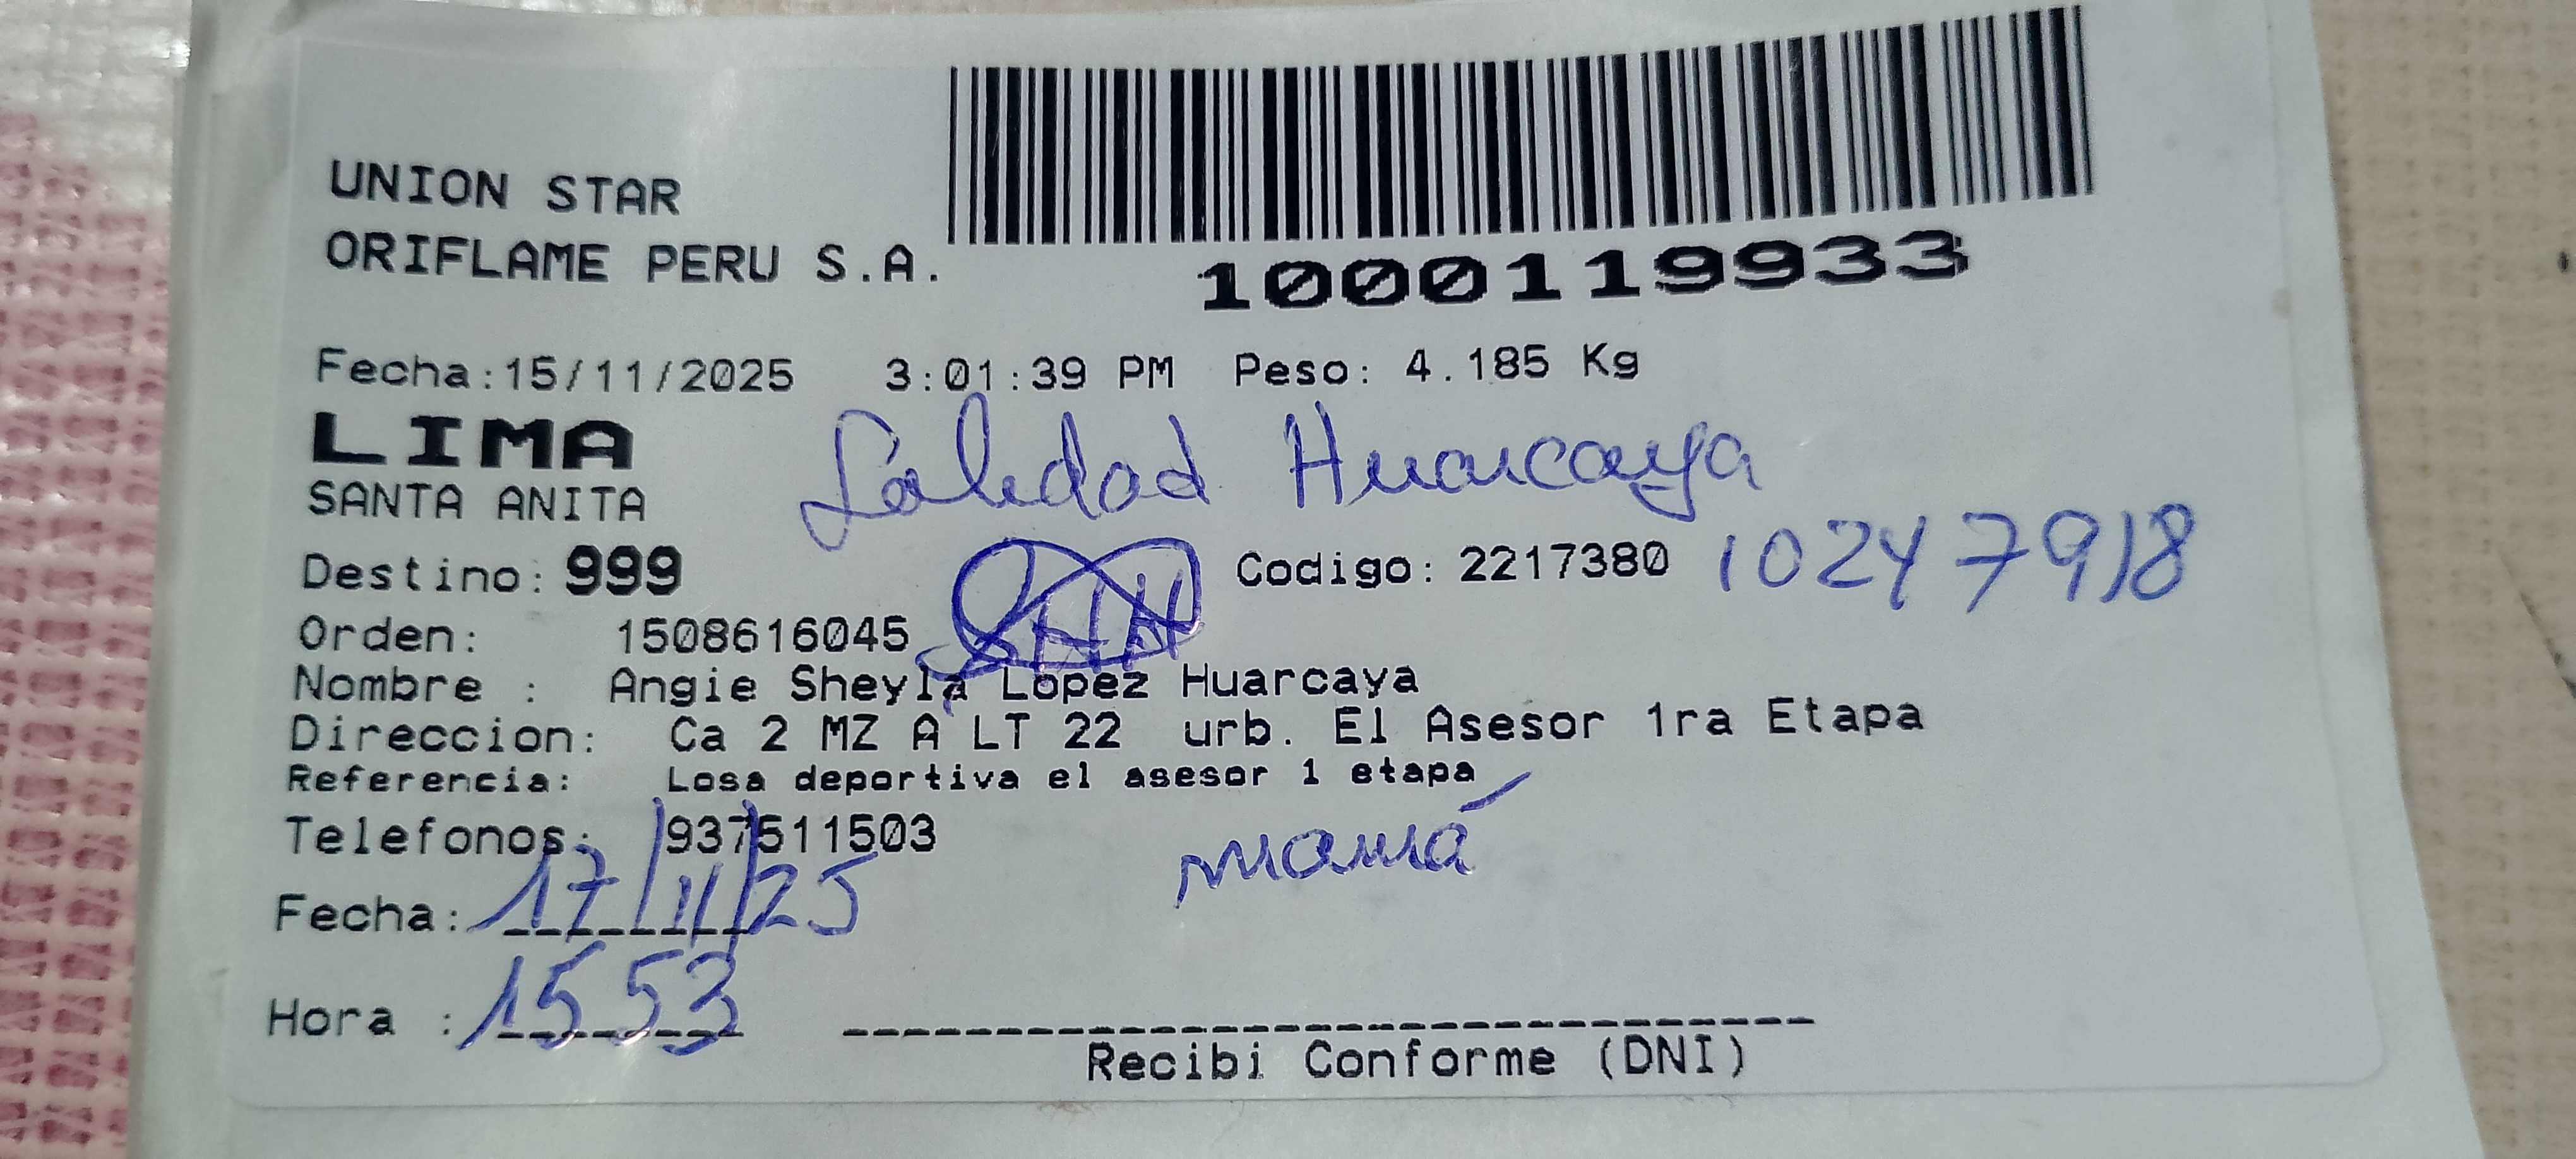 UNION STAR
ORIFLAME PERU S.A.
1000119933
Fecha:15/11/2025 3:01:39 PM Peso: 4.185 Kg
LIMA
Soledad Huarcaya
SANTA ANITA
Destino: 999 Codigo: 2217380 10247918
Orden: 1508616045
SHH
Nombre : Angie Sheyla Lopez Huarcaya
Direccion: Ca 2 MZ A LT 22 urb. El Asesor 1ra Etapa
Referencia: Losa deportiva el asesor 1 etapa
Telefonos: 937511503
mamá
Fecha: 17/11/25
Hora : 15 53
Recibi Conforme (DNI)